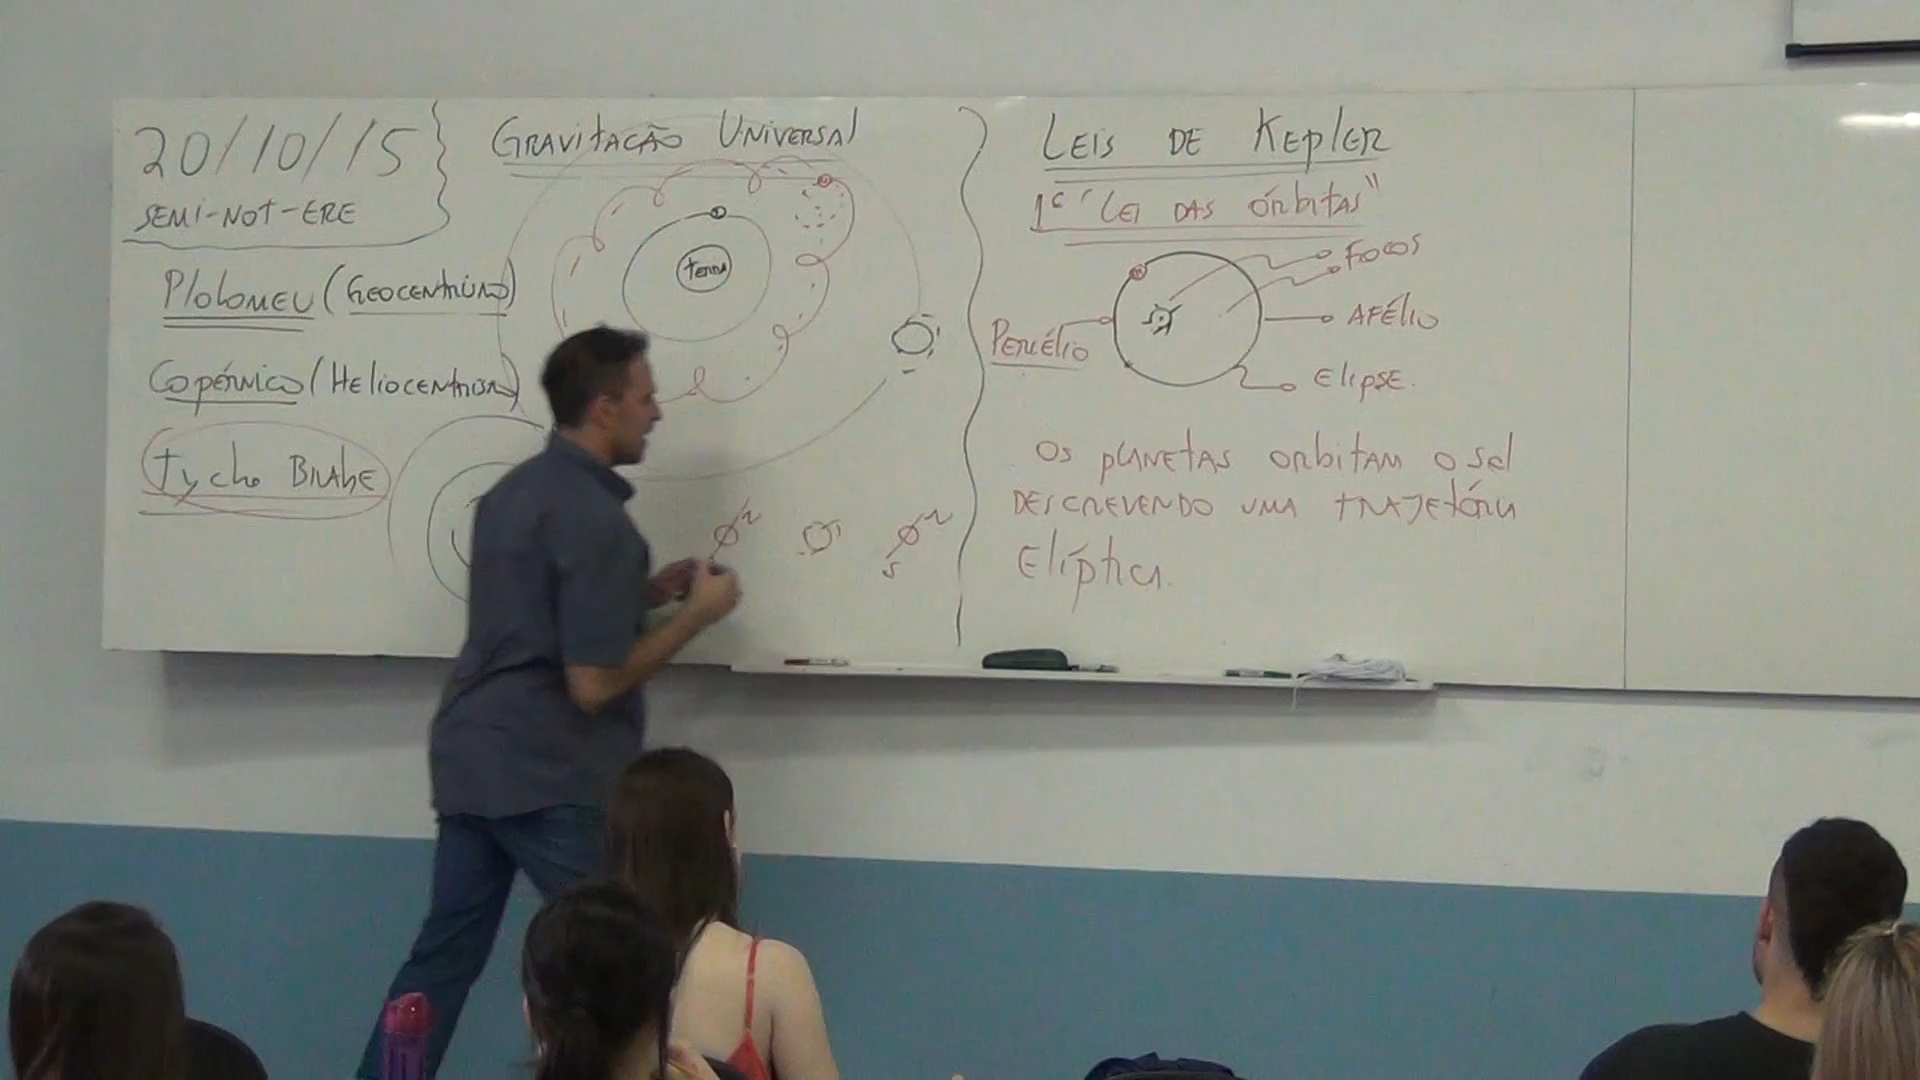 20/10/15
SEMI-NOT-ERE
GRAVITAÇÃO UNIVERSAL
Terra
Ptolomeu (Geocentrismo)
Copérnico (Heliocentrismo)
Tycho Brahe
N
N
S
LEIS DE KEPLER
1ª "LEI DAS ÓRBITAS"
FOCOS
AFÉLIO
PERIÉLIO
ELIPSE.
Os PLANETAS ORBITAM O SOL
DESCREVENDO UMA TRAJETÓRIA
Elíptica.